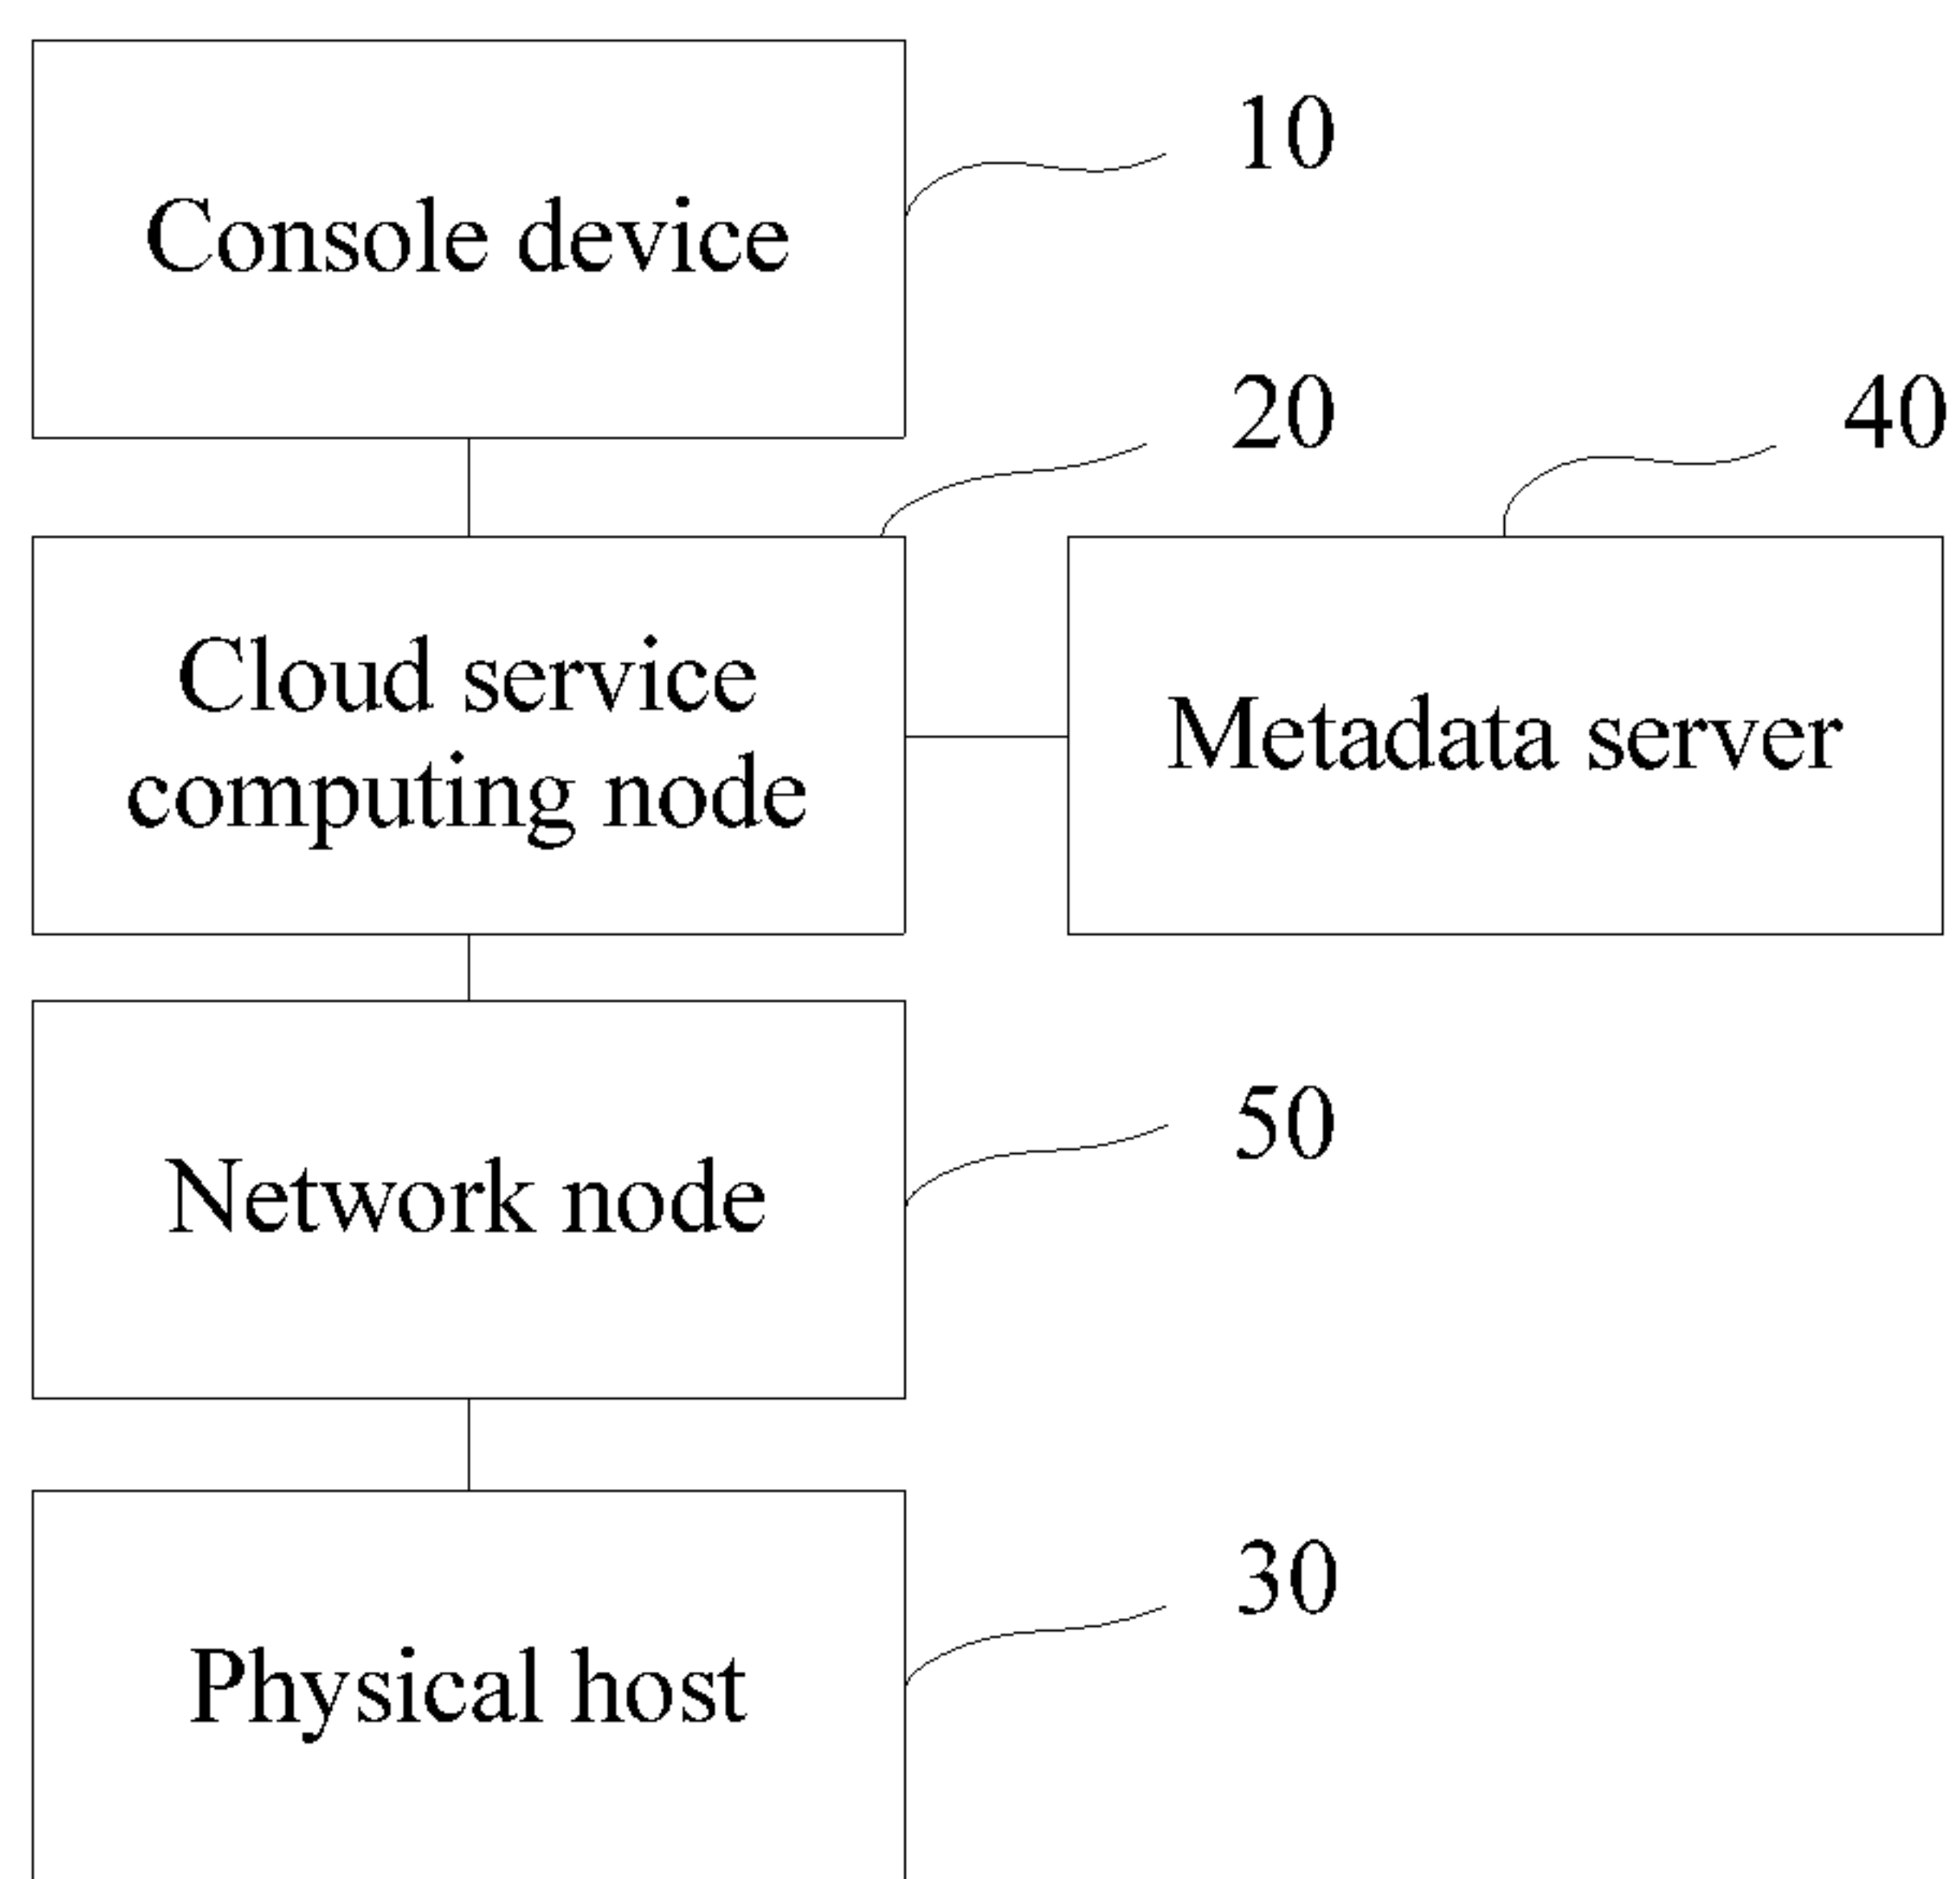 Console device
10
20
40
Cloud service
computing node
Metadata server
Network node
50
Physical host
30